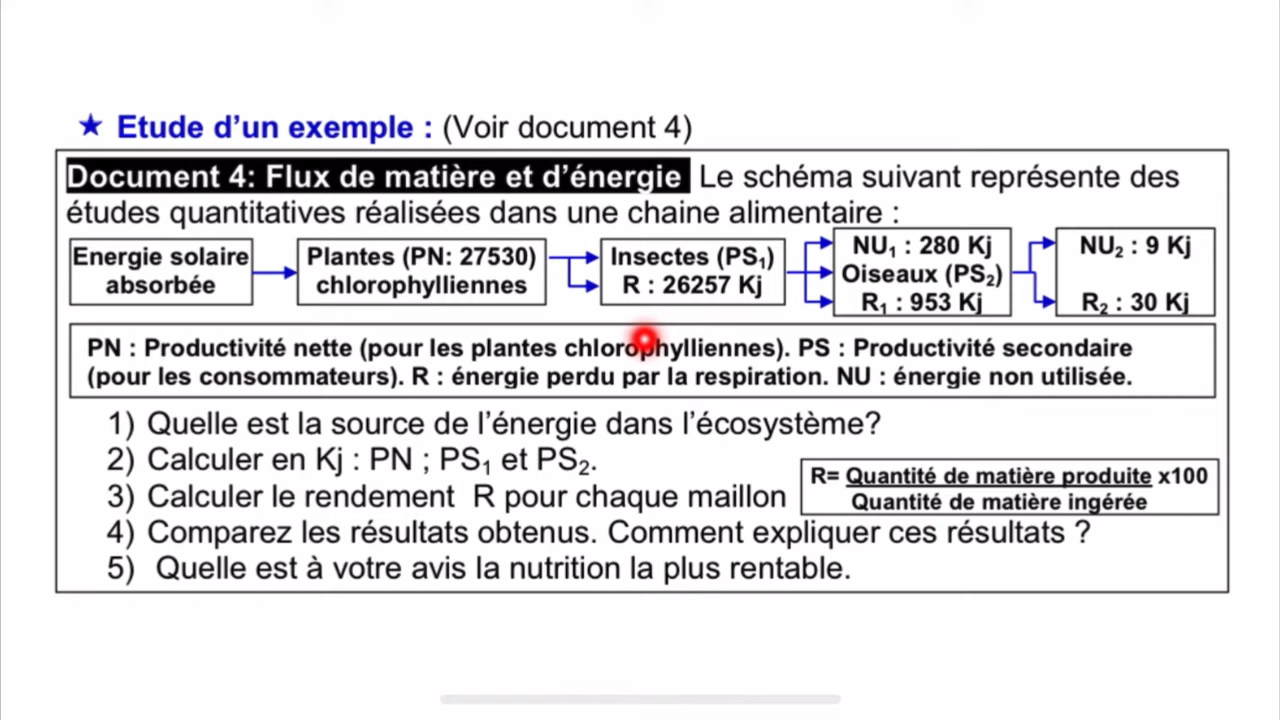 ★ Etude d’un exemple : (Voir document 4)
Document 4: Flux de matière et d’énergie Le schéma suivant représente des
études quantitatives réalisées dans une chaine alimentaire :
Energie solaire
absorbée
Plantes (PN: 27530)
chlorophylliennes
Insectes (PS₁)
R : 26257 Kj
NU₁ : 280 Kj
Oiseaux (PS₂)
R₁ : 953 Kj
NU₂ : 9 Kj
R₂ : 30 Kj
PN : Productivité nette (pour les plantes chlorophylliennes). PS : Productivité secondaire
(pour les consommateurs). R : énergie perdu par la respiration. NU : énergie non utilisée.
1) Quelle est la source de l’énergie dans l’écosystème?
2) Calculer en Kj : PN ; PS₁ et PS₂.
3) Calculer le rendement R pour chaque maillon
R= Quantité de matière produite x100
Quantité de matière ingérée
4) Comparez les résultats obtenus. Comment expliquer ces résultats ?
5) Quelle est à votre avis la nutrition la plus rentable.